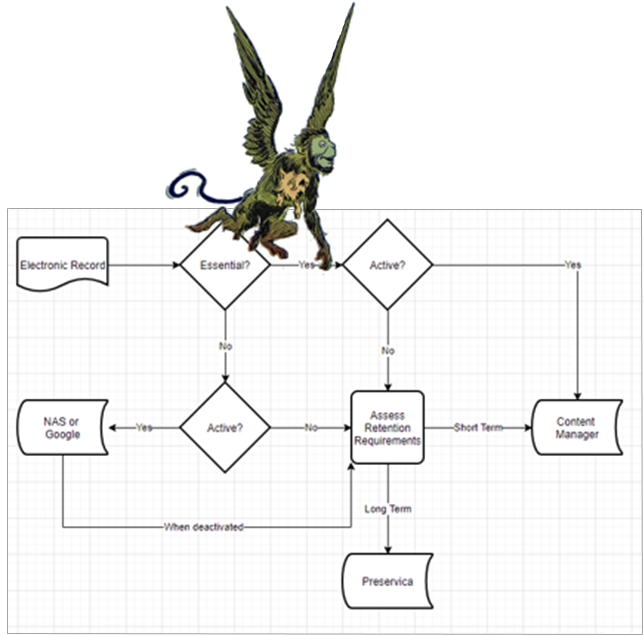 Electronic Record
Essential?
Yes
Active?
Yes
No
No
NAS or
Google
Yes
Active?
No
Assess
Retention
Requirements
Short Term
Content
Manager
When deactivated
Long Term
Preservica